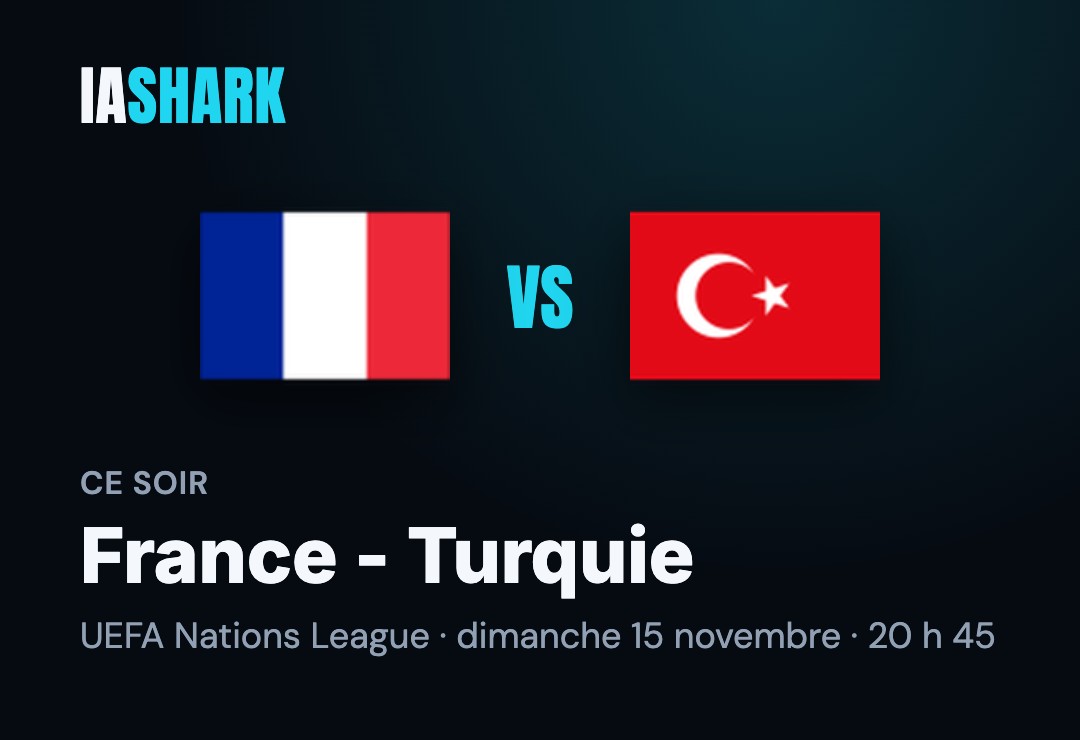 IASHARK
VS
CE SOIR
France - Turquie
UEFA Nations League · dimanche 15 novembre · 20 h 45